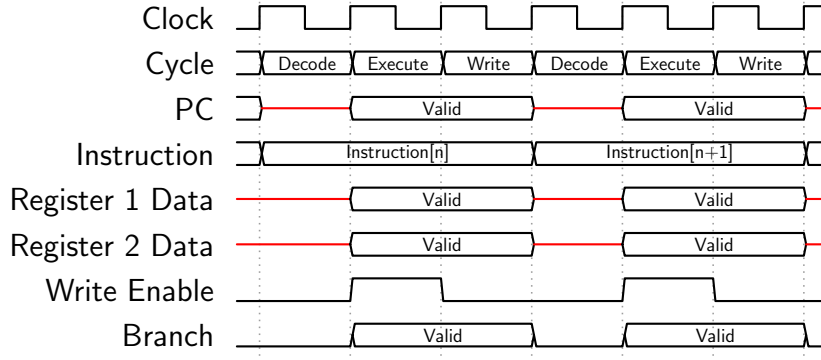 Clock
Cycle Decode Execute Write Decode Execute Write
PC Valid Valid
Instruction Instruction[n] Instruction[n+1]
Register 1 Data Valid Valid
Register 2 Data Valid Valid
Write Enable
Branch Valid Valid